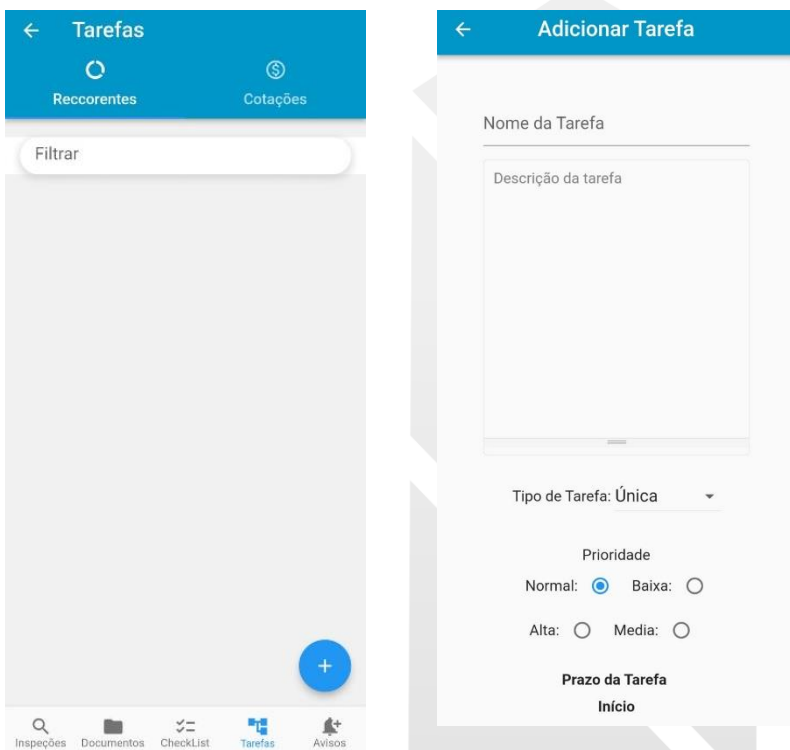 Tarefas
Reccorentes Cotações
Filtrar
Inspeções Documentos CheckList Tarefas Avisos
Adicionar Tarefa
Nome da Tarefa
Descrição da tarefa
Tipo de Tarefa: Única
Prioridade
Normal: Baixa:
Alta: Media:
Prazo da Tarefa
Início